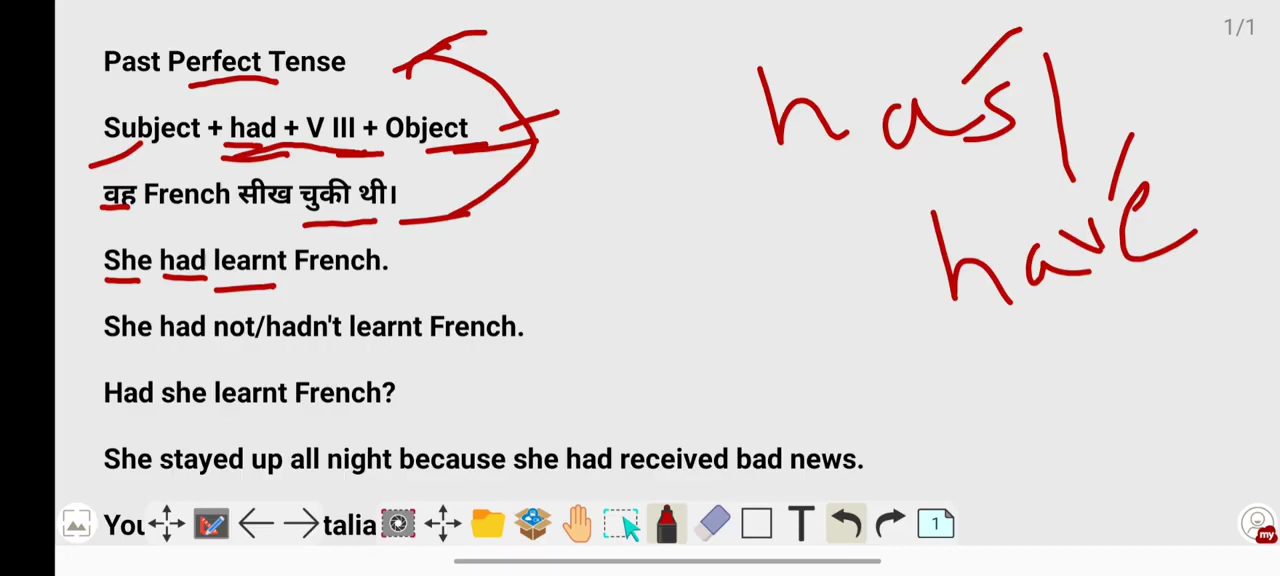 1/1
Past Perfect Tense
has/
Subject + had + V III + Object
वह French सीख चुकी थी।
have
She had learnt French.
She had not/hadn't learnt French.
Had she learnt French?
She stayed up all night because she had received bad news.
1
my